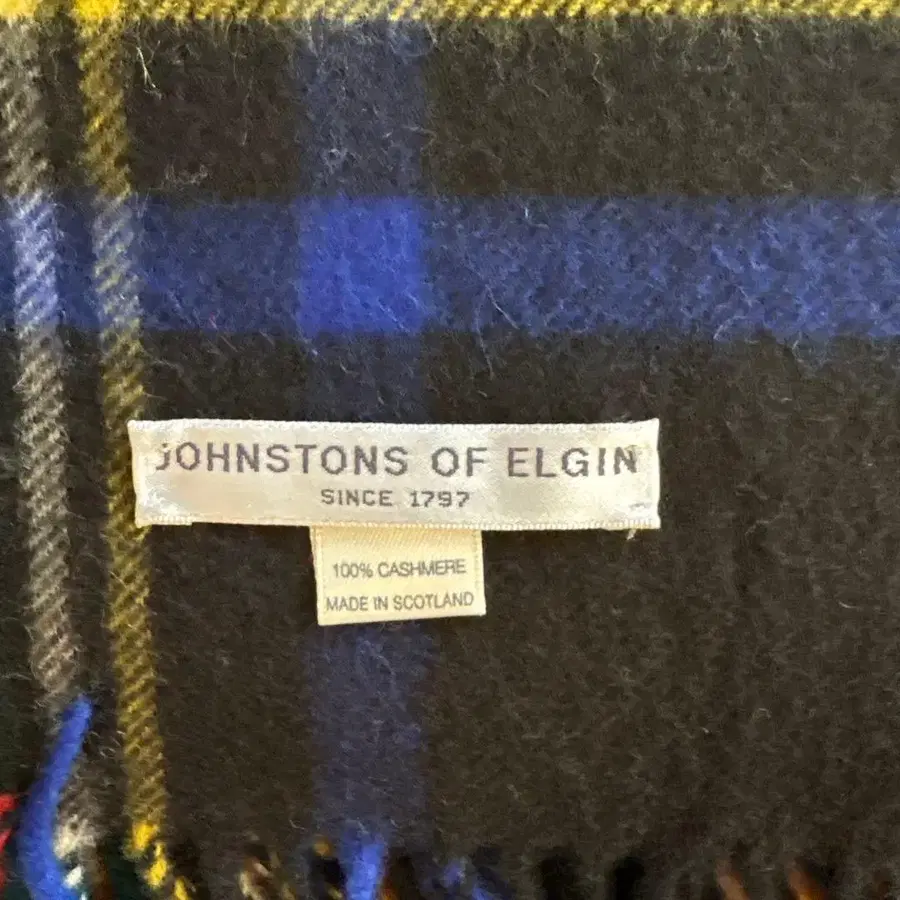 JOHNSTONS OF ELGIN
SINCE 1797
100% CASHMERE
MADE IN SCOTLAND